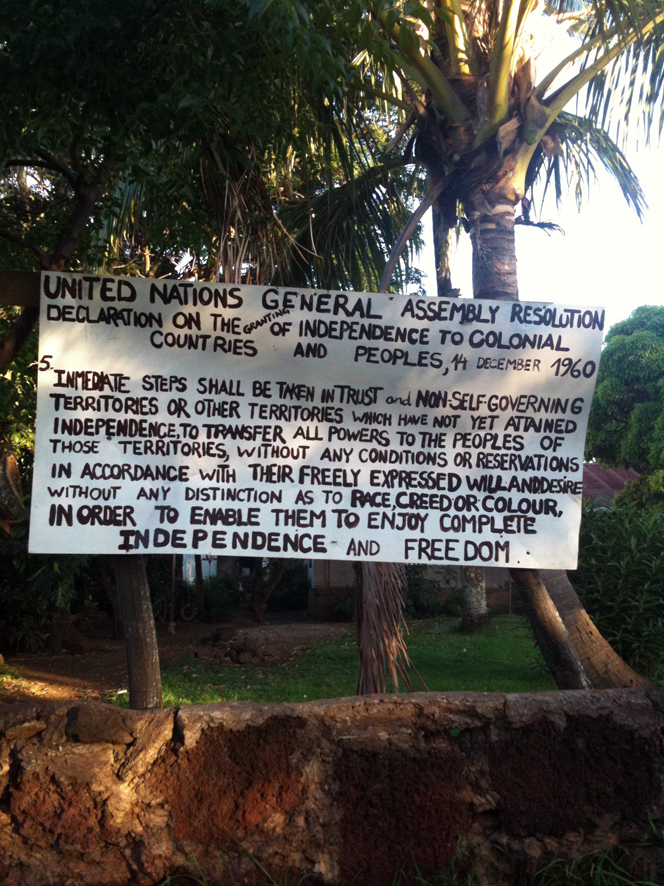 UNITED NATIONS GENERAL ASSEMBLY RESOLUTION
DECLARATION ON THE GRANTING OF INDEPENDENCE TO COLONIAL
COUNTRIES AND PEOPLES, 14 DECEMBER 1960
5. INMEDIATE STEPS SHALL BE TAKEN IN TRUST and NON-SELF-GOVERNING
TERRITORIES OR OTHER TERRITORIES WHICH HAVE NOT YET ATTAINED
INDEPENDENCE, TO TRANSFER ALL POWERS TO THE PEOPLES OF
THOSE TERRITORIES, WITHOUT ANY CONDITIONS OR RESERVATIONS
IN ACCORDANCE WITH THEIR FREELY EXPRESSED WILL AND DESIRE
WITHOUT ANY DISTINCTION AS TO RACE, CREED OR COLOUR,
IN ORDER TO ENABLE THEM TO ENJOY COMPLETE
INDEPENDENCE AND FREEDOM.